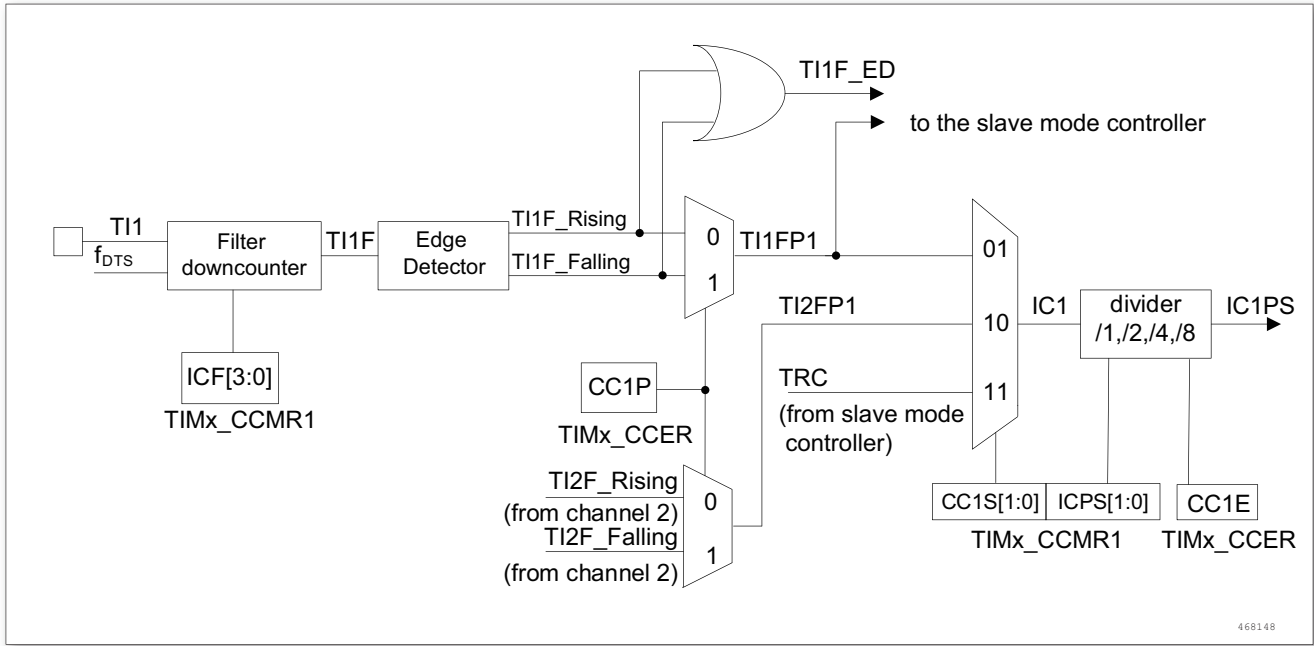 TI1F_ED
to the slave mode controller
TI1
fDTS
Filter
downcounter
TI1F
Edge
Detector
TI1F_Rising
TI1F_Falling
0
1
TI1FP1
01
TI2FP1
10
IC1
divider
/1,/2,/4,/8
IC1PS
TRC
11
(from slave mode
controller)
ICF[3:0]
TIMx_CCMR1
CC1P
TIMx_CCER
TI2F_Rising
(from channel 2)
TI2F_Falling
(from channel 2)
0
1
CC1S[1:0]
ICPS[1:0]
TIMx_CCMR1
CC1E
TIMx_CCER
468148